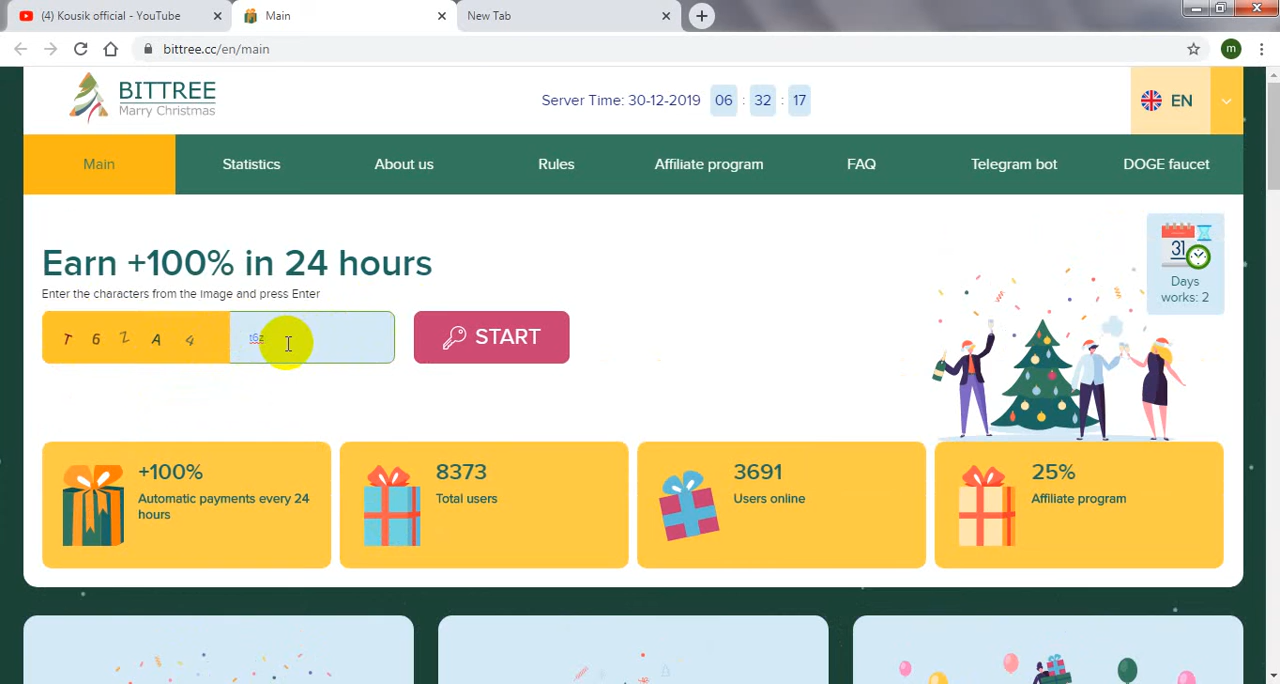 (4) Kousik official - YouTube
Main
New Tab
bittree.cc/en/main
m
BITTREE
Marry Christmas
Server Time: 30-12-2019 06 : 32 : 17
EN
Main
Statistics
About us
Rules
Affiliate program
FAQ
Telegram bot
DOGE faucet
Earn +100% in 24 hours
Enter the characters from the image and press Enter
T 6 Z A 4
t6z
START
31
Days
works: 2
+100%
Automatic payments every 24
hours
8373
Total users
3691
Users online
25%
Affiliate program